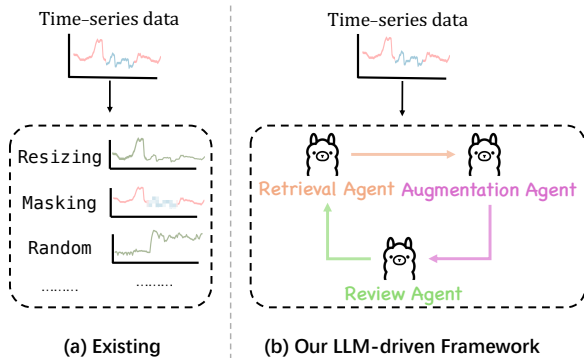 Time-series data
Resizing
Masking
Random
......... .........
(a) Existing
Time-series data
Retrieval Agent
Augmentation Agent
Review Agent
(b) Our LLM-driven Framework